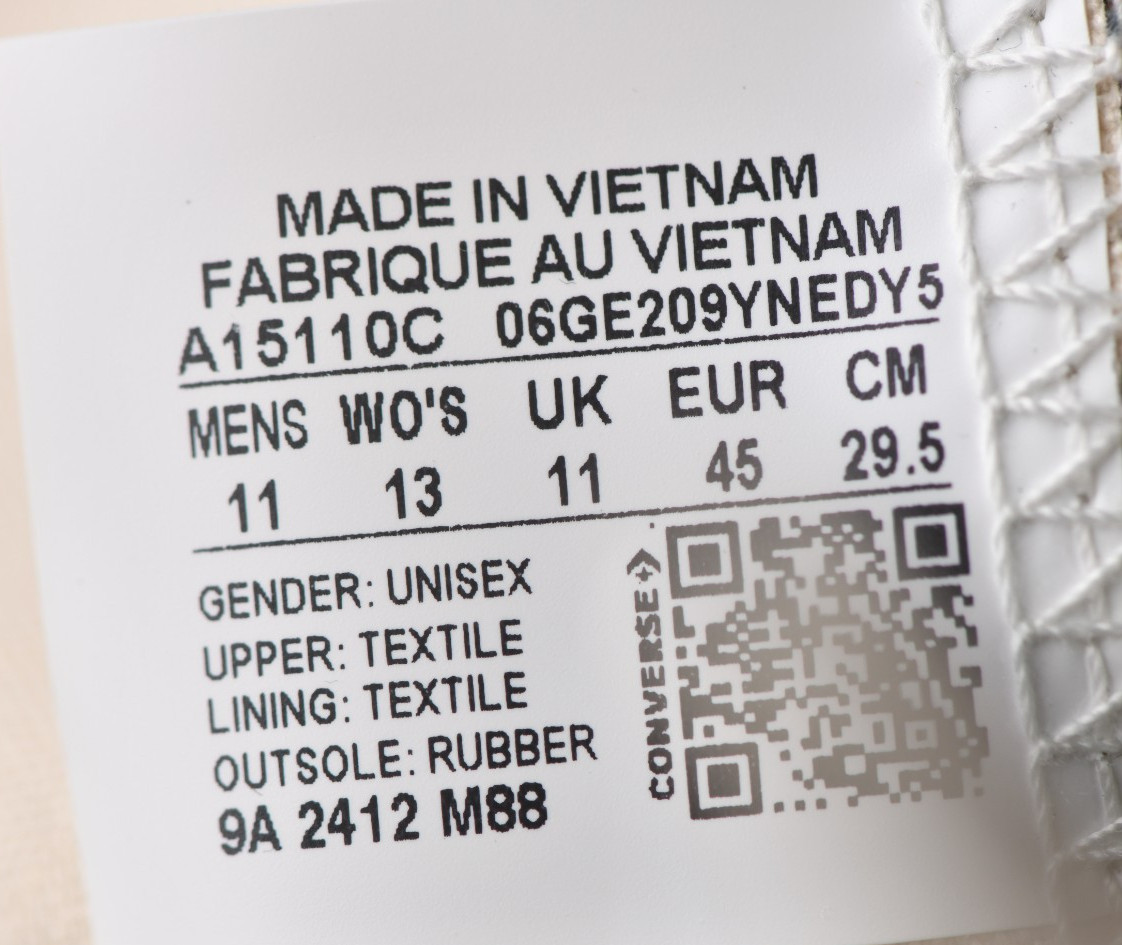 MADE IN VIETNAM
FABRIQUE AU VIETNAM
A15110C 06GE209YNEDY5
MENS WO'S UK EUR CM
11 13 11 45 29.5
GENDER: UNISEX
UPPER: TEXTILE
LINING: TEXTILE
OUTSOLE: RUBBER
9A 2412 M88
CONVERSE